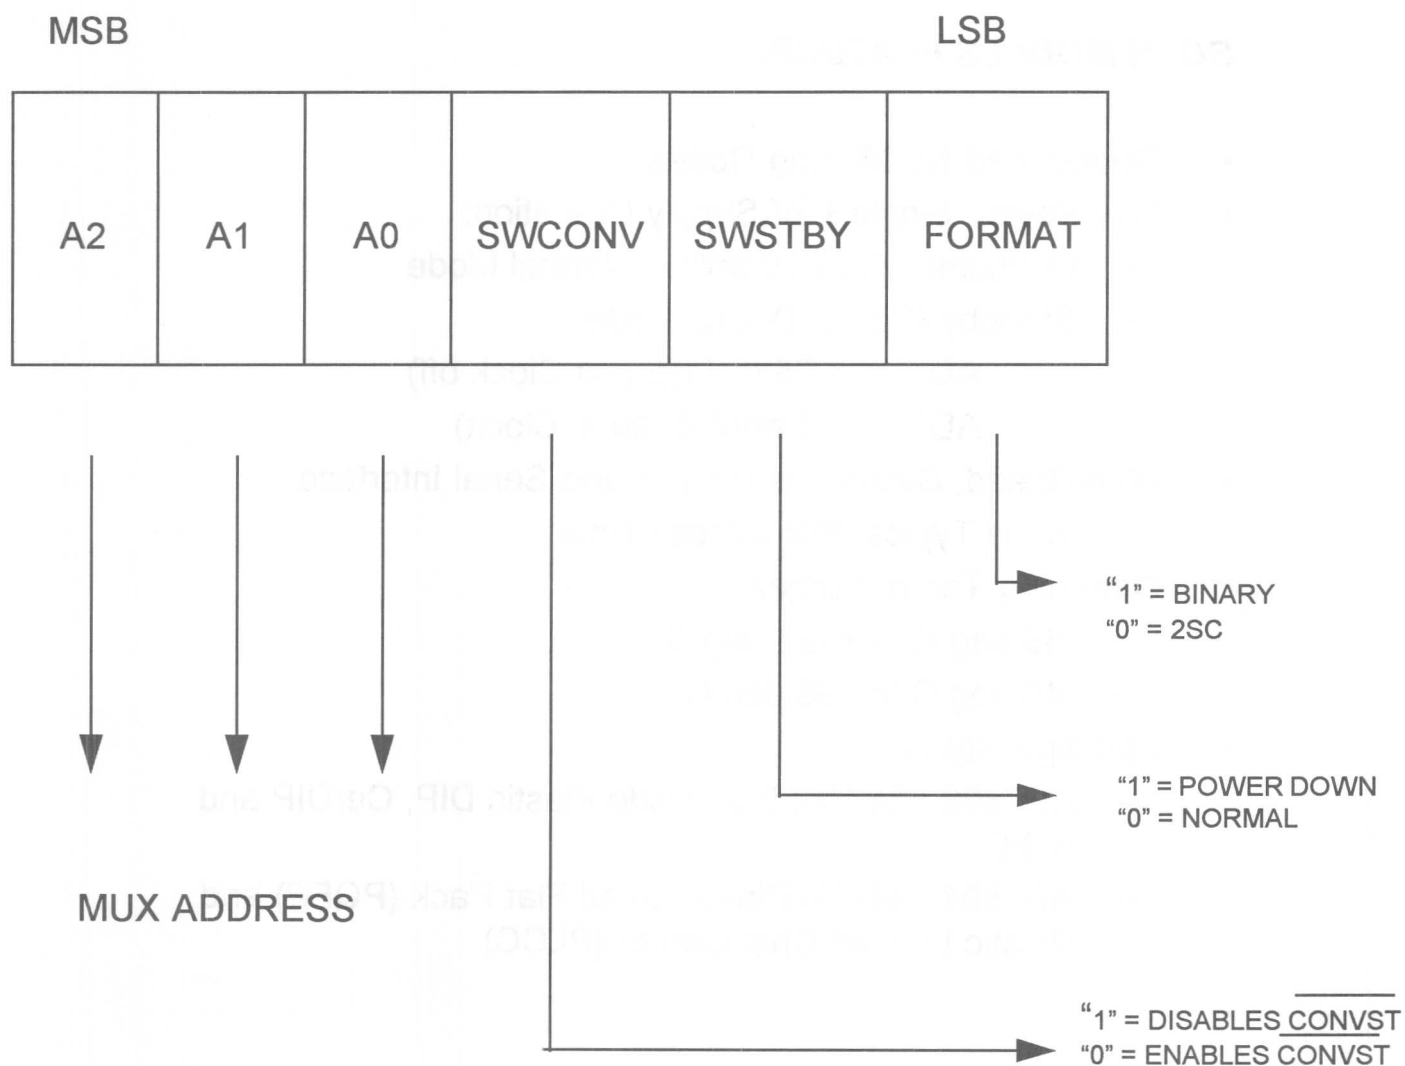 MSB LSB
A2 A1 A0 SWCONV SWSTBY FORMAT
“1” = BINARY
“0” = 2SC
“1” = POWER DOWN
“0” = NORMAL
MUX ADDRESS
“1” = DISABLES CONVST
“0” = ENABLES CONVST